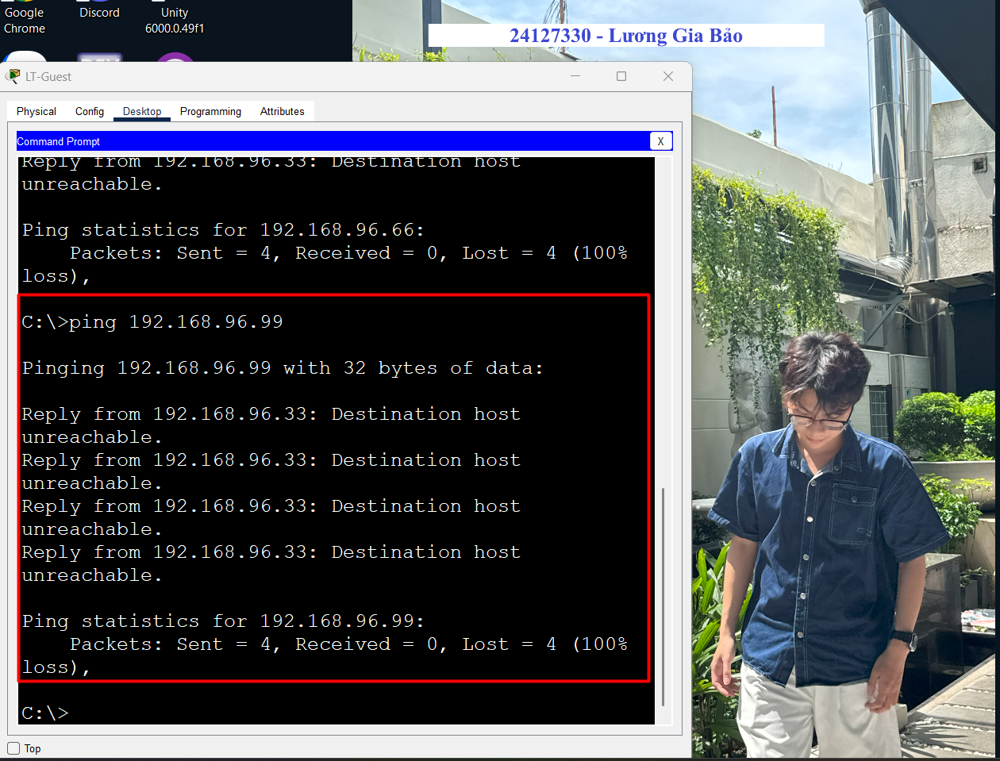 Google
Chrome
Discord
Unity
6000.0.49f1
24127330 - Lương Gia Bảo
LT-Guest
Physical Config Desktop Programming Attributes
Command Prompt X
Reply from 192.168.96.33: Destination host
unreachable.
Ping statistics for 192.168.96.66:
Packets: Sent = 4, Received = 0, Lost = 4 (100%
loss),
C:\>ping 192.168.96.99
Pinging 192.168.96.99 with 32 bytes of data:
Reply from 192.168.96.33: Destination host
unreachable.
Reply from 192.168.96.33: Destination host
unreachable.
Reply from 192.168.96.33: Destination host
unreachable.
Reply from 192.168.96.33: Destination host
unreachable.
Ping statistics for 192.168.96.99:
Packets: Sent = 4, Received = 0, Lost = 4 (100%
loss),
C:\>
Top